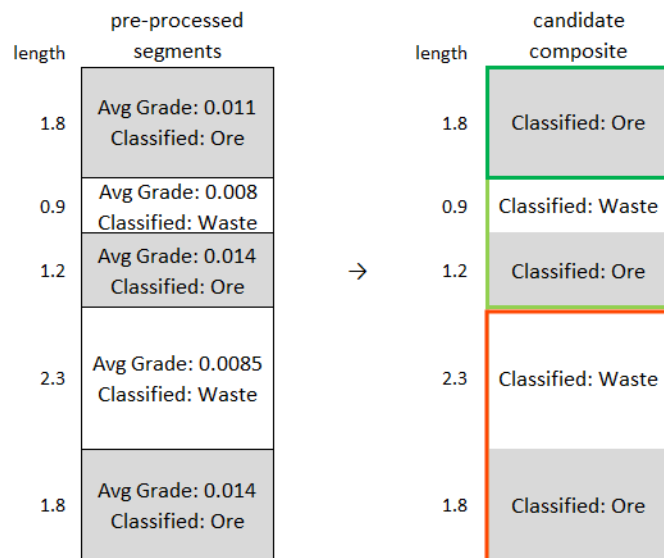 pre-processed
segments
length
1.8
Avg Grade: 0.011
Classified: Ore
0.9
Avg Grade: 0.008
Classified: Waste
1.2
Avg Grade: 0.014
Classified: Ore
2.3
Avg Grade: 0.0085
Classified: Waste
1.8
Avg Grade: 0.014
Classified: Ore
→
candidate
composite
length
1.8
Classified: Ore
0.9
Classified: Waste
1.2
Classified: Ore
2.3
Classified: Waste
1.8
Classified: Ore